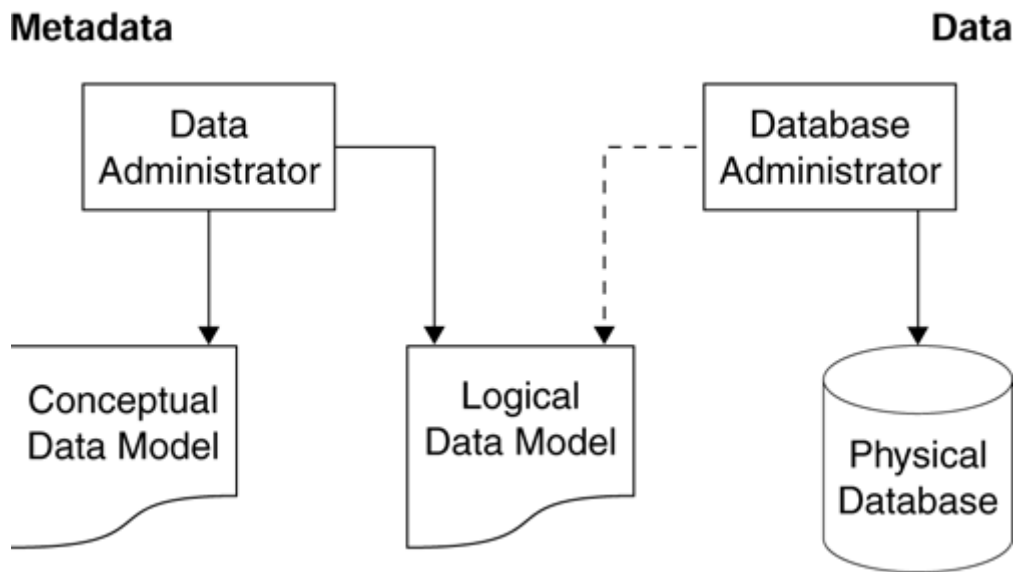 Metadata
Data
Data
Administrator
Database
Administrator
Conceptual
Data Model
Logical
Data Model
Physical
Database